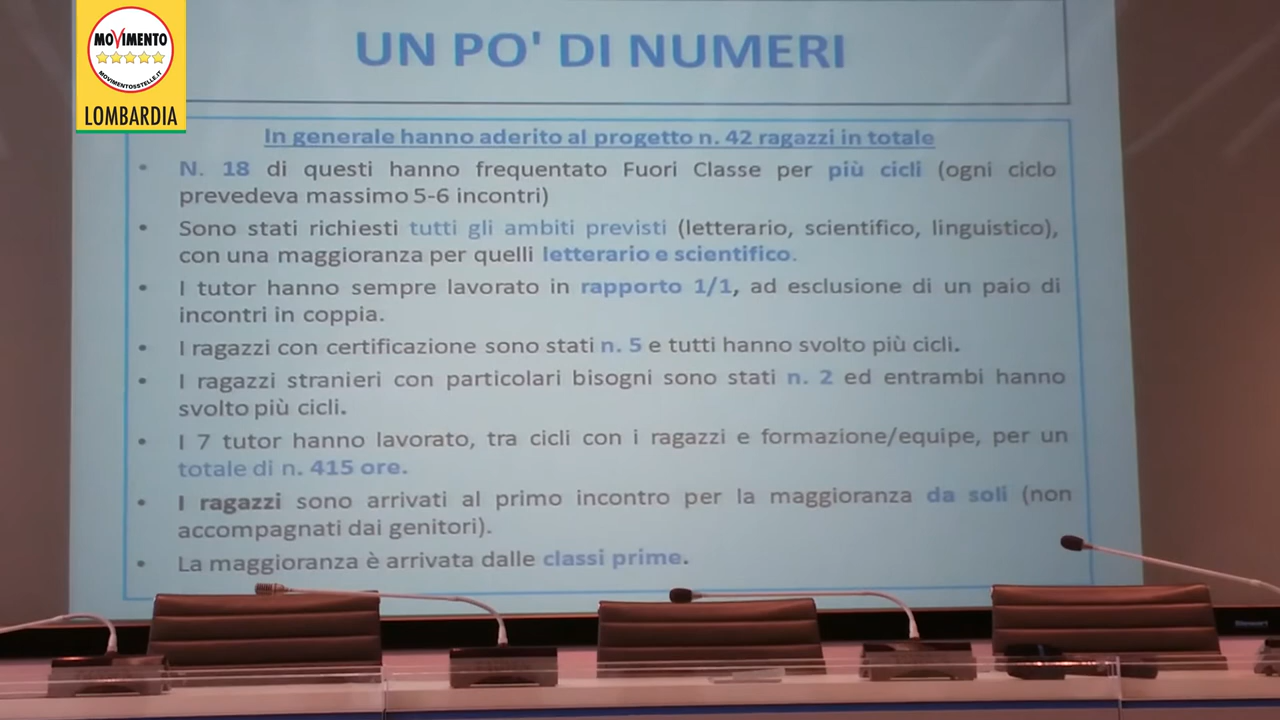 MOVIMENTO
MOVIMENTO5STELLE.IT
LOMBARDIA
UN PO' DI NUMERI
In generale hanno aderito al progetto n. 42 ragazzi in totale
• N. 18 di questi hanno frequentato Fuori Classe per più cicli (ogni ciclo
prevedeva massimo 5-6 incontri)
• Sono stati richiesti tutti gli ambiti previsti (letterario, scientifico, linguistico),
con una maggioranza per quelli letterario e scientifico.
• I tutor hanno sempre lavorato in rapporto 1/1, ad esclusione di un paio di
incontri in coppia.
• I ragazzi con certificazione sono stati n. 5 e tutti hanno svolto più cicli.
• I ragazzi stranieri con particolari bisogni sono stati n. 2 ed entrambi hanno
svolto più cicli.
• I 7 tutor hanno lavorato, tra cicli con i ragazzi e formazione/equipe, per un
totale di n. 415 ore.
• I ragazzi sono arrivati al primo incontro per la maggioranza da soli (non
accompagnati dai genitori).
• La maggioranza è arrivata dalle classi prime.